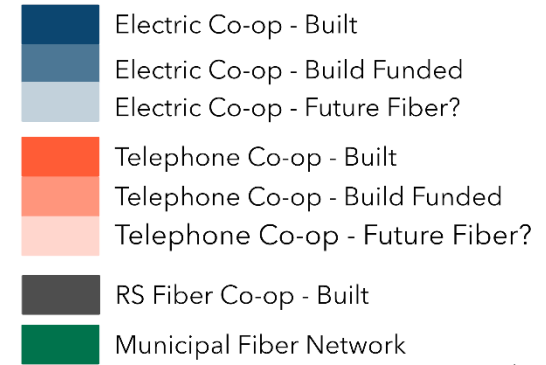 Electric Co-op - Built
Electric Co-op - Build Funded
Electric Co-op - Future Fiber?
Telephone Co-op - Built
Telephone Co-op - Build Funded
Telephone Co-op - Future Fiber?
RS Fiber Co-op - Built
Municipal Fiber Network